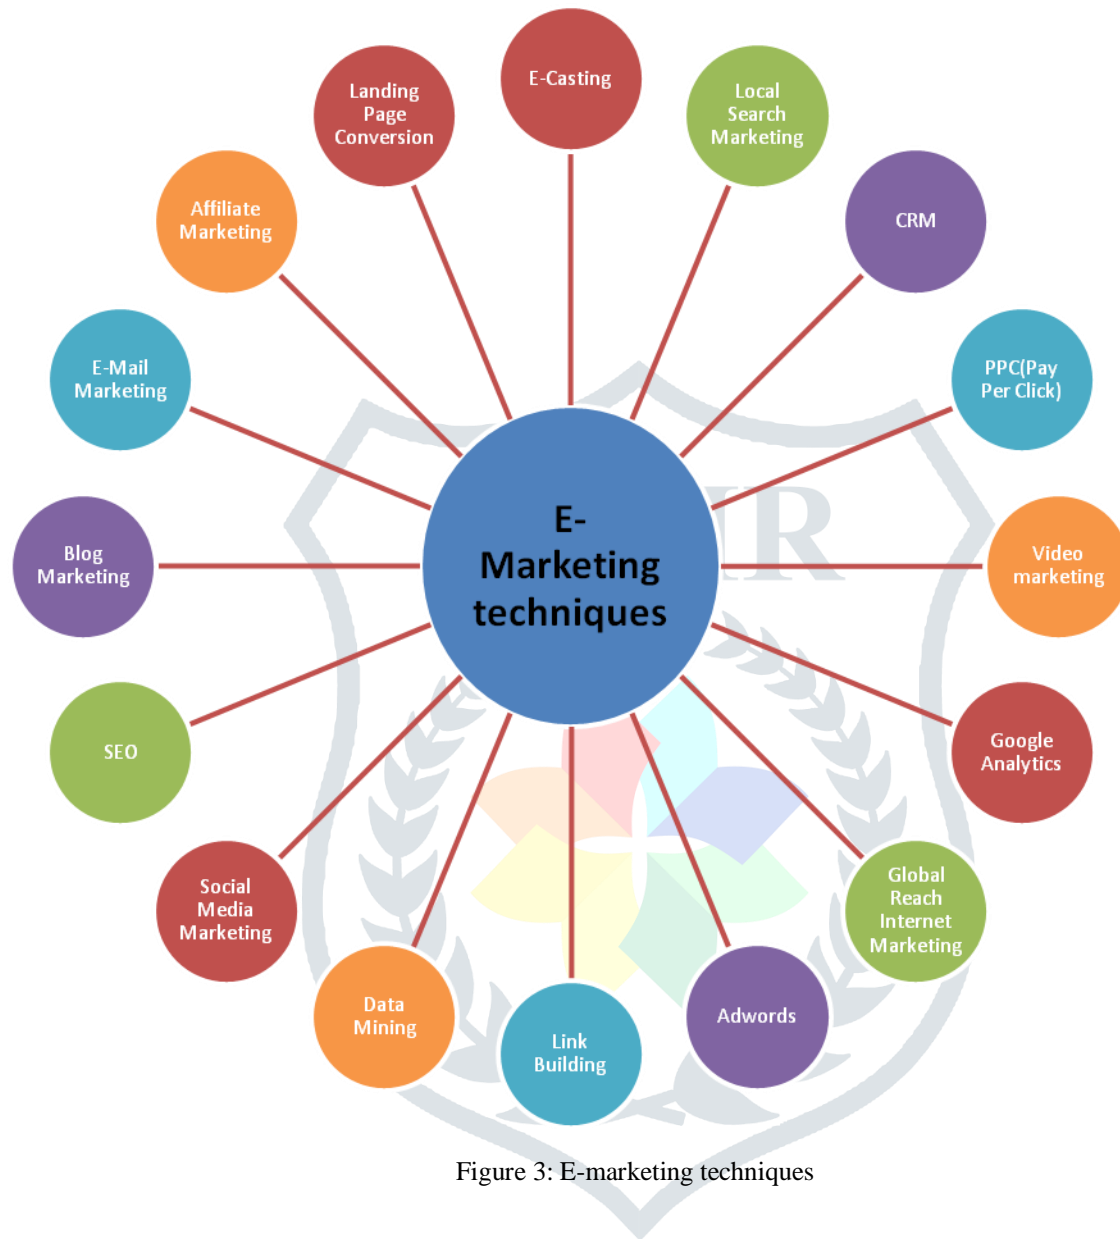 E-Casting
Local
Search
Marketing
CRM
PPC(Pay
Per Click)
Video
marketing
Google
Analytics
Global
Reach
Internet
Marketing
Adwords
Link
Building
Data
Mining
Social
Media
Marketing
SEO
Blog
Marketing
E-Mail
Marketing
Affiliate
Marketing
Landing
Page
Conversion
E-
Marketing
techniques
Figure 3: E-marketing techniques